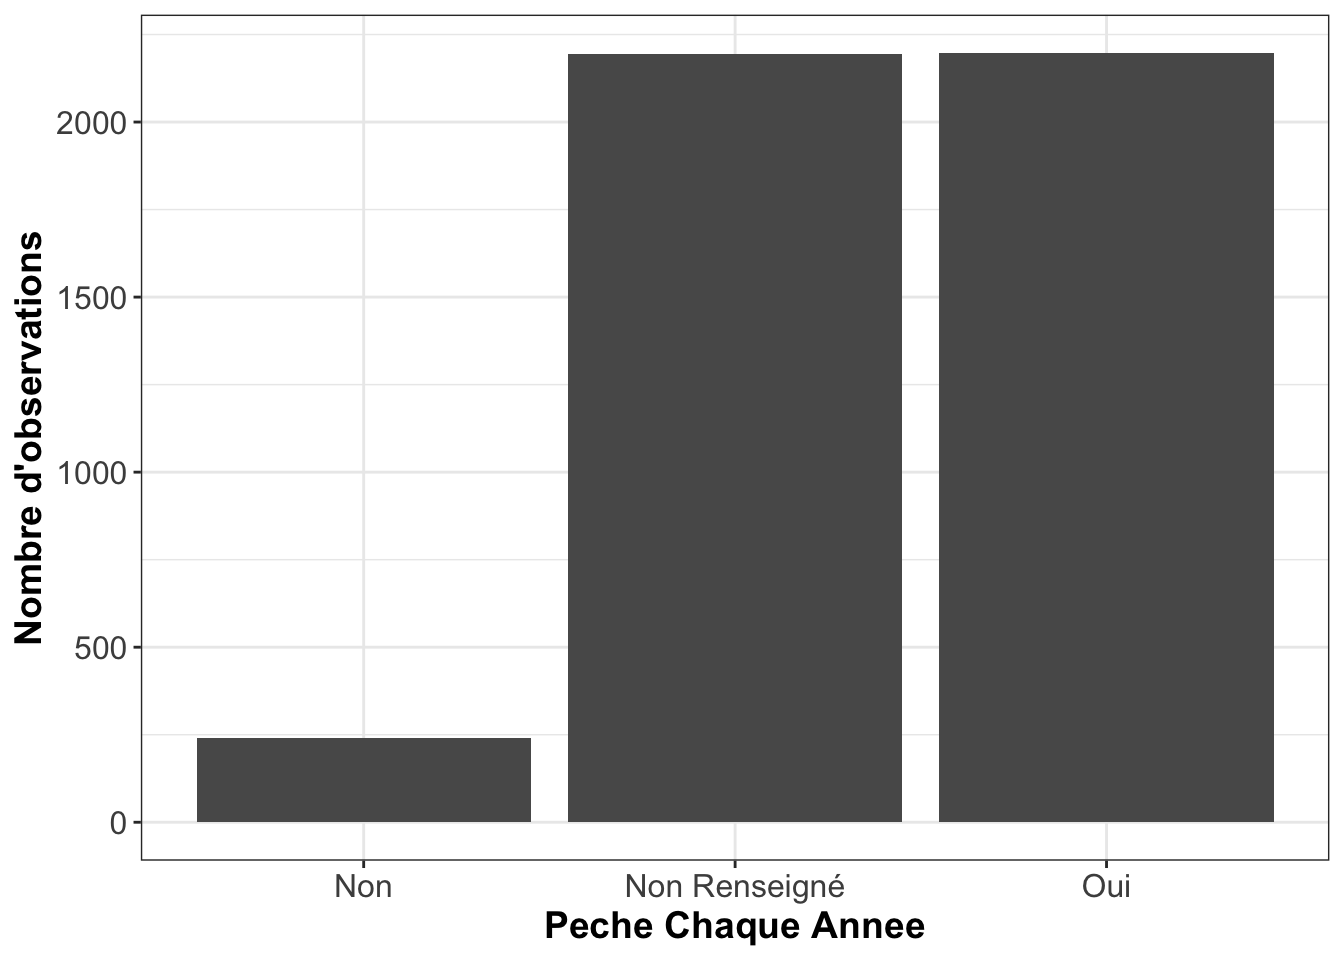 Nombre d'observations
2000
1500
1000
500
0
Non
Non Renseigné
Oui
Peche Chaque Annee